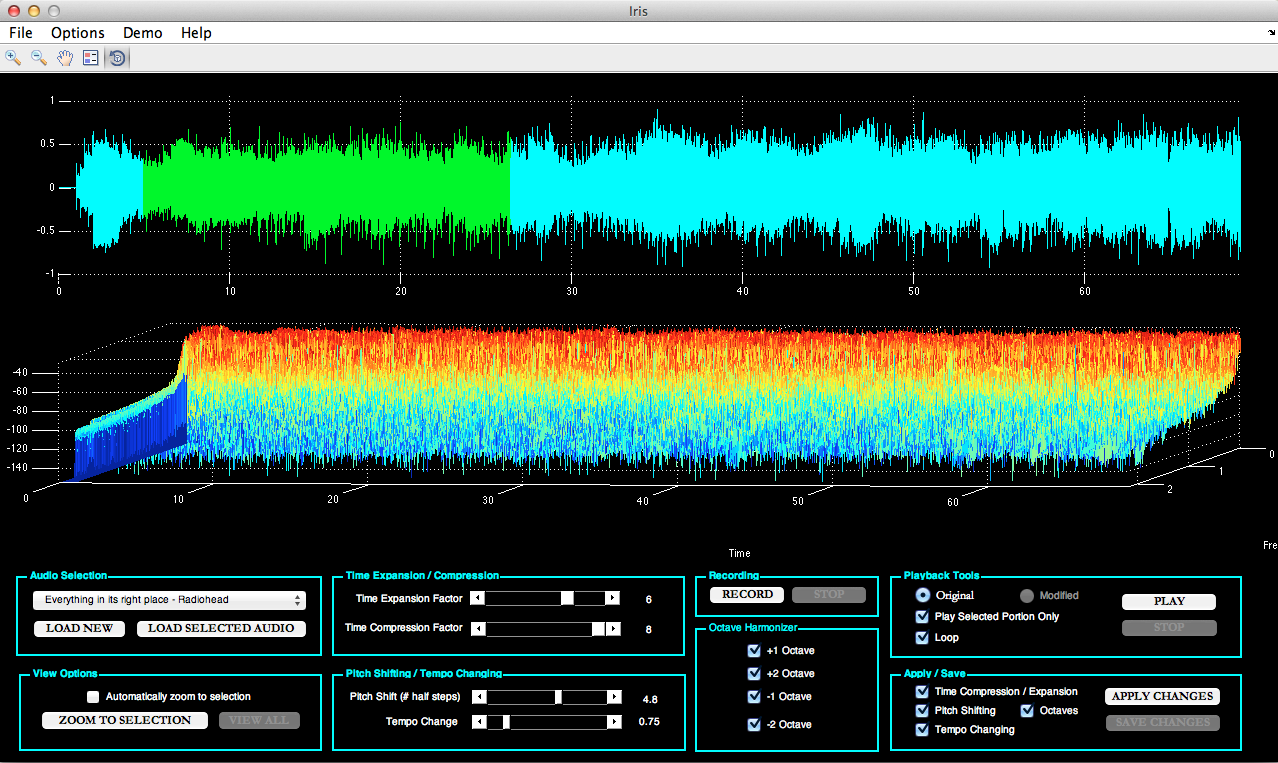 Iris
File Options Demo Help
1
0.5
0
-0.5
-1
0 10 20 30 40 50 60
-40
-60
-80
-100
-120
-140
0 10 20 30 40 50 60
0
1
2
Time
Fre
Audio Selection
Everything in its right place - Radiohead
LOAD NEW LOAD SELECTED AUDIO
View Options
Automatically zoom to selection
ZOOM TO SELECTION VIEW ALL
Time Expansion / Compression
Time Expansion Factor 6
Time Compression Factor 8
Pitch Shifting / Tempo Changing
Pitch Shift (# half steps) 4.8
Tempo Change 0.75
Recording
RECORD STOP
Octave Harmonizer
+1 Octave
+2 Octave
-1 Octave
-2 Octave
Playback Tools
Original Modified
Play Selected Portion Only
Loop
PLAY
STOP
Apply / Save
Time Compression / Expansion
Pitch Shifting Octaves
Tempo Changing
APPLY CHANGES
SAVE CHANGES